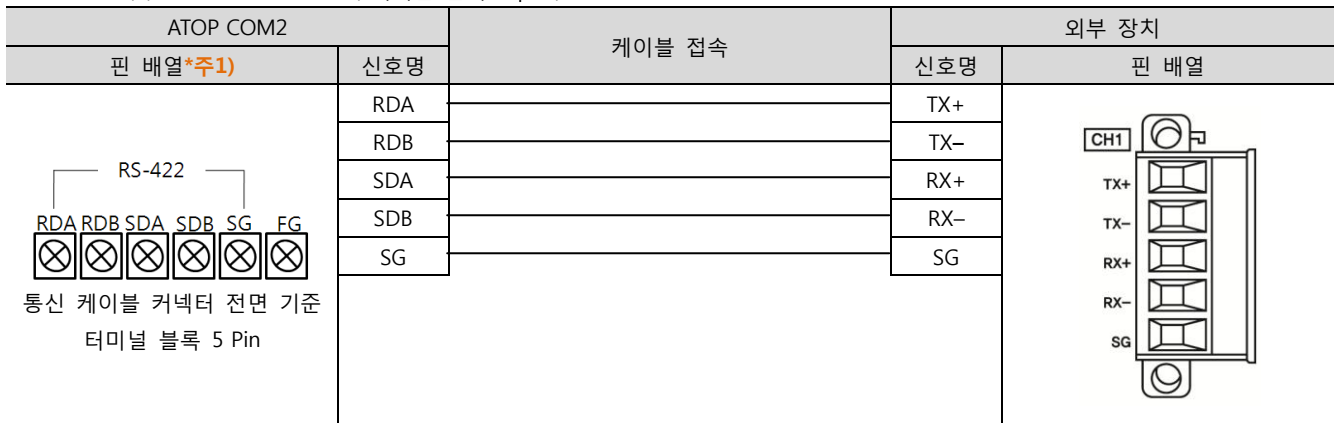 ATOP COM2
케이블 접속
외부 장치
핀 배열*주1)
신호명
신호명
핀 배열
RDA
TX+
RDB
TX–
SDA
RX+
SDB
RX–
SG
SG
RS-422
RDA RDB SDA SDB SG FG
통신 케이블 커넥터 전면 기준
터미널 블록 5 Pin
CH1
TX+
TX–
RX+
RX–
SG